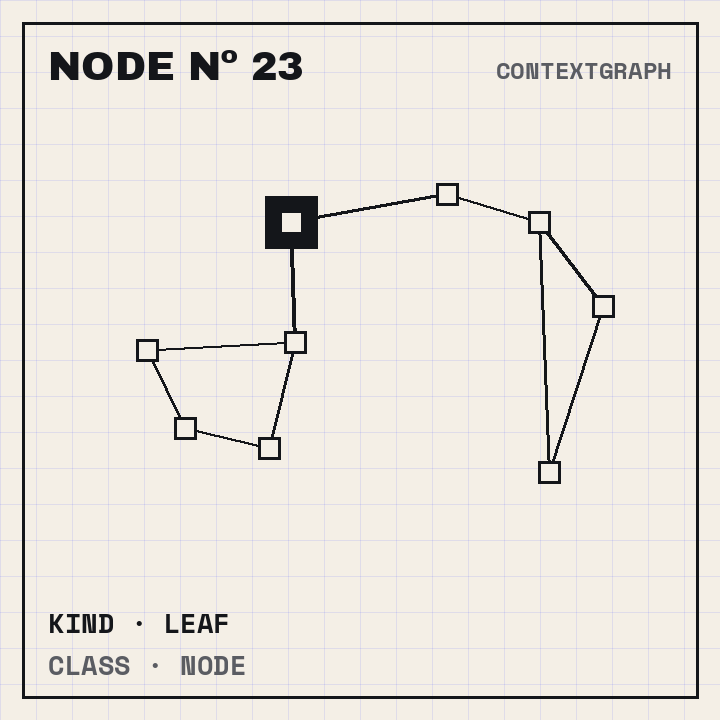 NODE Nº 23
CONTEXTGRAPH
KIND · LEAF
CLASS · NODE